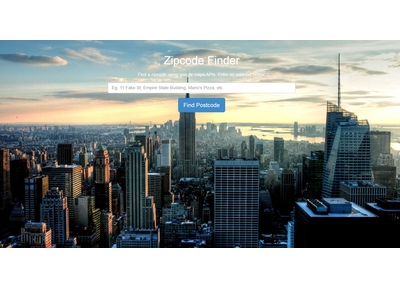 Zipcode Finder
Find a zipcode using google maps APIs. Enter an address below
Eg. 11 Fake St, Empire State Building, Mario's Pizza, etc
Find Postcode